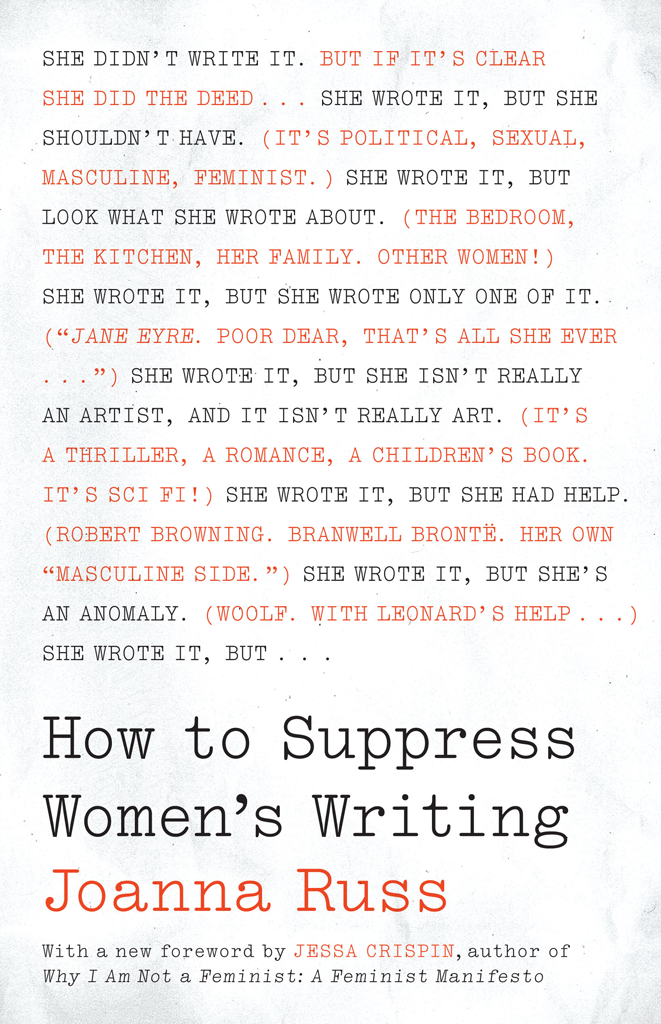 SHE DIDN'T WRITE IT. BUT IF IT'S CLEAR
SHE DID THE DEED . . . SHE WROTE IT, BUT SHE
SHOULDN'T HAVE. (IT'S POLITICAL, SEXUAL,
MASCULINE, FEMINIST.) SHE WROTE IT, BUT
LOOK WHAT SHE WROTE ABOUT. (THE BEDROOM,
THE KITCHEN, HER FAMILY. OTHER WOMEN!)
SHE WROTE IT, BUT SHE WROTE ONLY ONE OF IT.
("JANE EYRE. POOR DEAR, THAT'S ALL SHE EVER
. . .") SHE WROTE IT, BUT SHE ISN'T REALLY
AN ARTIST, AND IT ISN'T REALLY ART. (IT'S
A THRILLER, A ROMANCE, A CHILDREN'S BOOK.
IT'S SCI FI!) SHE WROTE IT, BUT SHE HAD HELP.
(ROBERT BROWNING. BRANWELL BRONTË. HER OWN
"MASCULINE SIDE.") SHE WROTE IT, BUT SHE'S
AN ANOMALY. (WOOLF. WITH LEONARD'S HELP . . .)
SHE WROTE IT, BUT . . .
How to Suppress
Women's Writing
Joanna Russ
With a new foreword by JESSA CRISPIN, author of
Why I Am Not a Feminist: A Feminist Manifesto